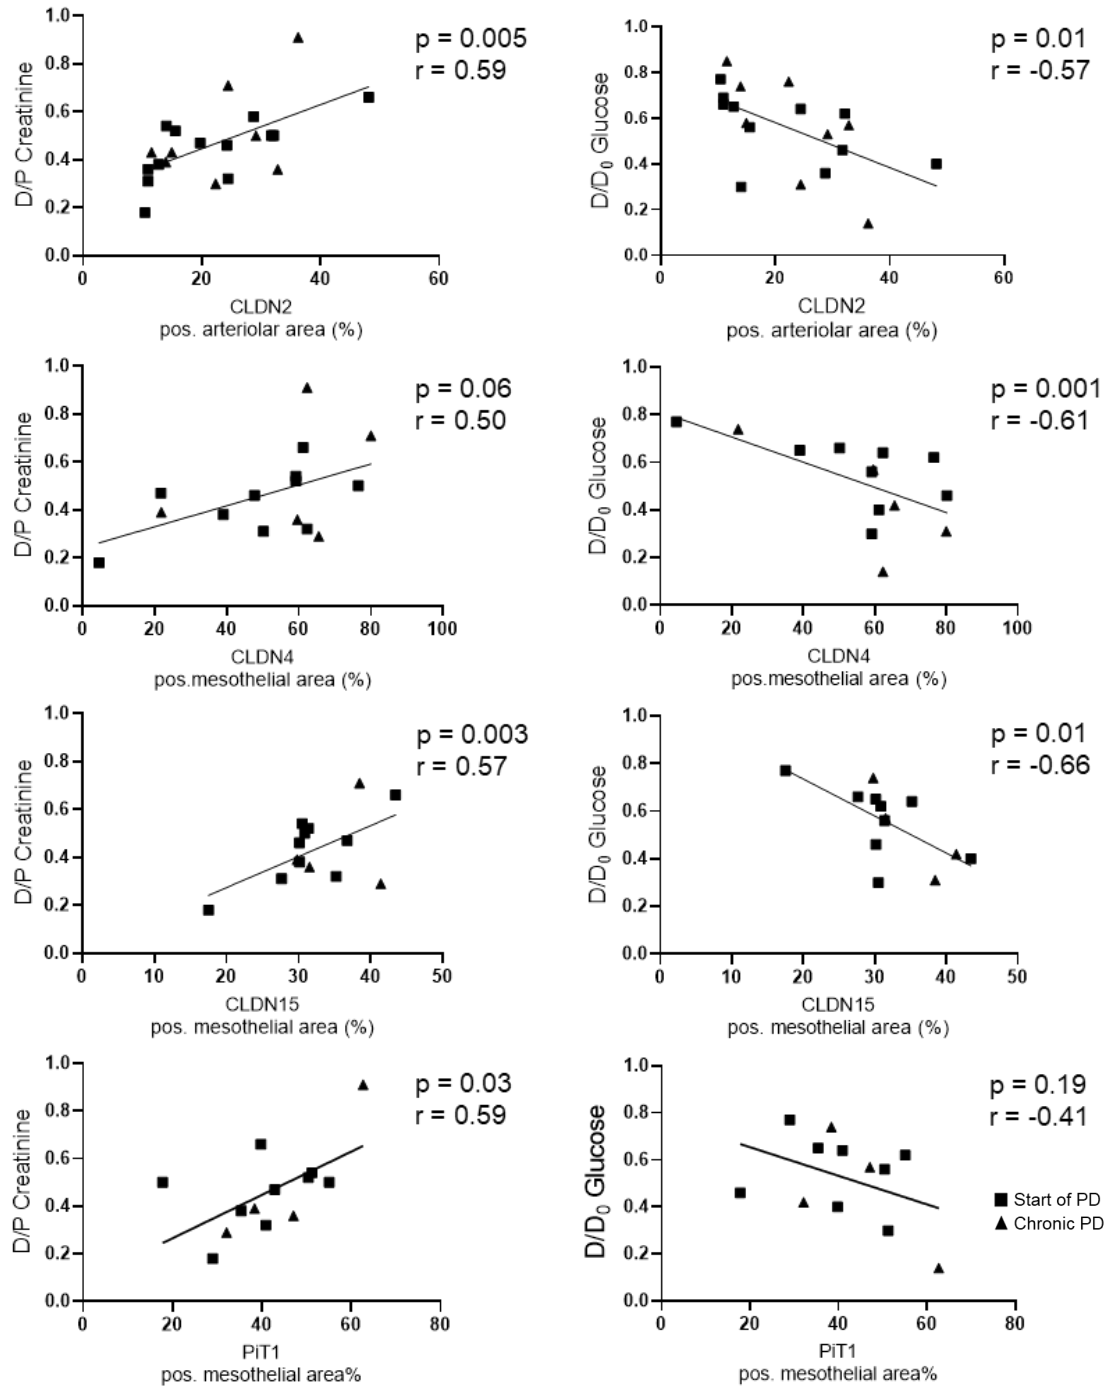 D/P Creatinine
1.0
0.8
0.6
0.4
0.2
0.0
0 20 40 60
CLDN2
pos. arteriolar area (%)
p = 0.005
r = 0.59
D/D0 Glucose
1.0
0.8
0.6
0.4
0.2
0.0
0 20 40 60
CLDN2
pos. arteriolar area (%)
p = 0.01
r = -0.57
D/P Creatinine
1.0
0.8
0.6
0.4
0.2
0.0
0 20 40 60 80 100
CLDN4
pos.mesothelial area (%)
p = 0.06
r = 0.50
D/D0 Glucose
1.0
0.8
0.6
0.4
0.2
0.0
0 20 40 60 80 100
CLDN4
pos.mesothelial area (%)
p = 0.001
r = -0.61
D/P Creatinine
1.0
0.8
0.6
0.4
0.2
0.0
0 10 20 30 40 50
CLDN15
pos. mesothelial area (%)
p = 0.003
r = 0.57
D/D0 Glucose
1.0
0.8
0.6
0.4
0.2
0.0
0 10 20 30 40 50
CLDN15
pos. mesothelial area (%)
p = 0.01
r = -0.66
D/P Creatinine
1.0
0.8
0.6
0.4
0.2
0.0
0 20 40 60 80
PiT1
pos. mesothelial area%
p = 0.03
r = 0.59
D/D0 Glucose
1.0
0.8
0.6
0.4
0.2
0.0
0 20 40 60 80
PiT1
pos. mesothelial area%
p = 0.19
r = -0.41
Start of PD
Chronic PD